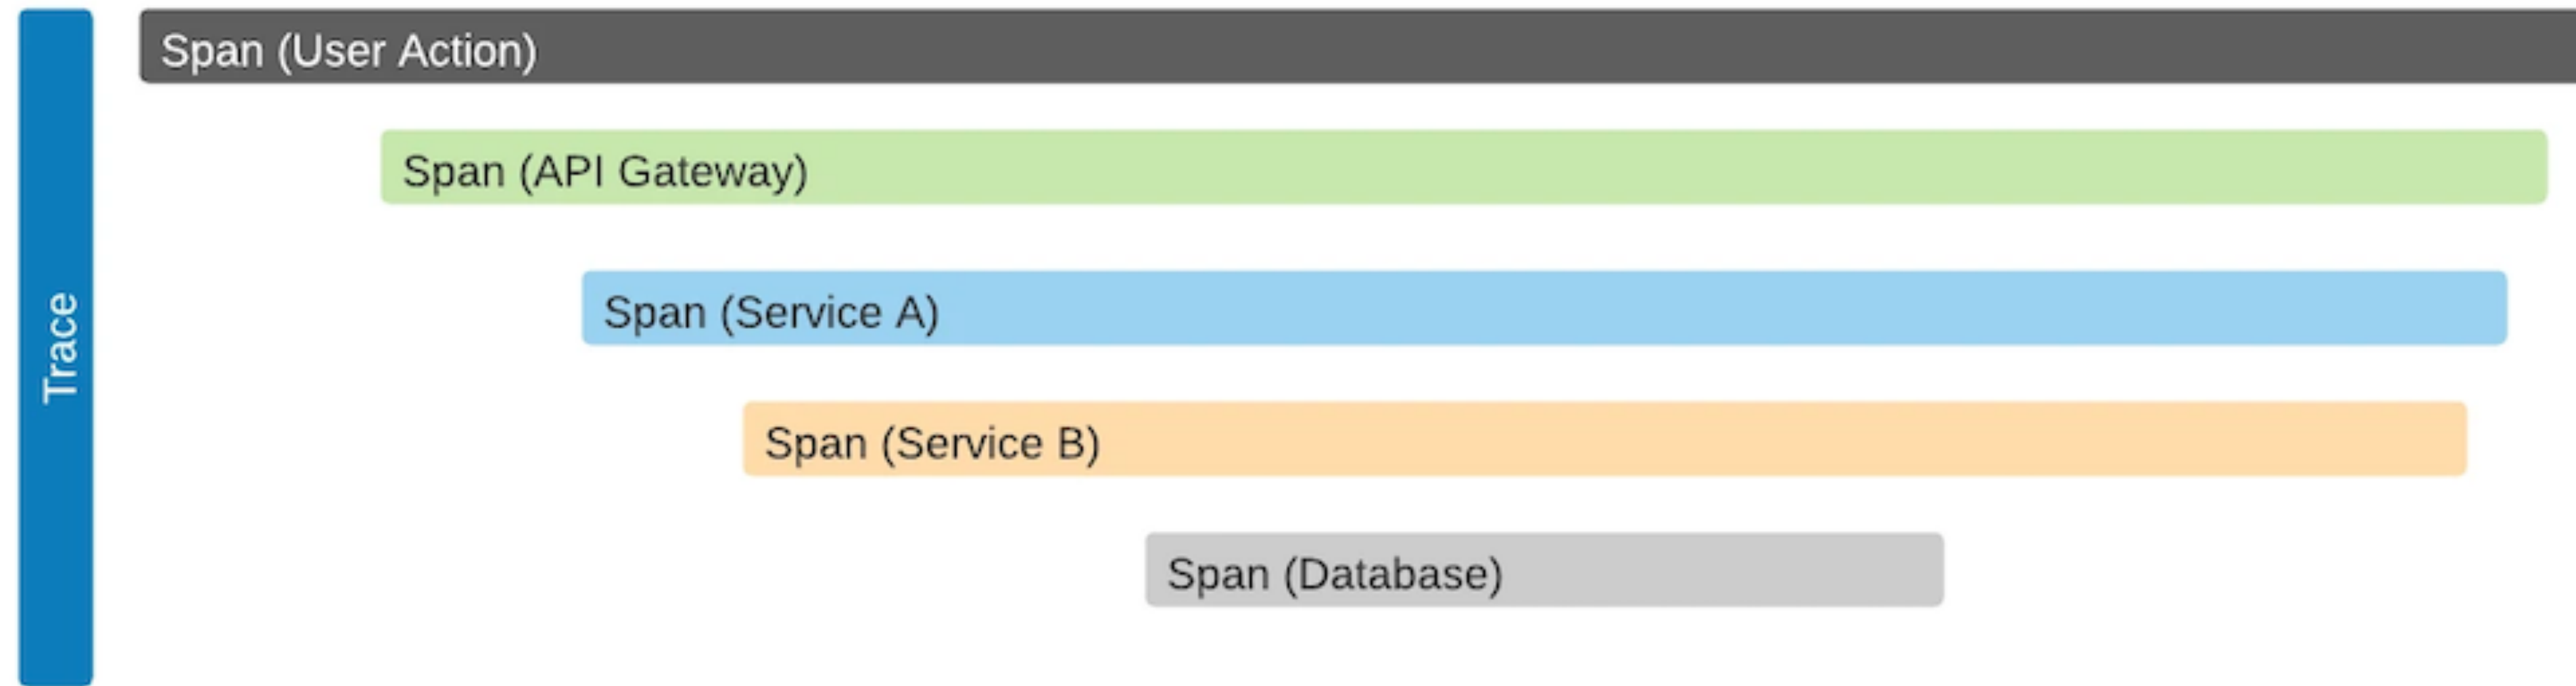 Trace
Span (User Action)
Span (API Gateway)
Span (Service A)
Span (Service B)
Span (Database)